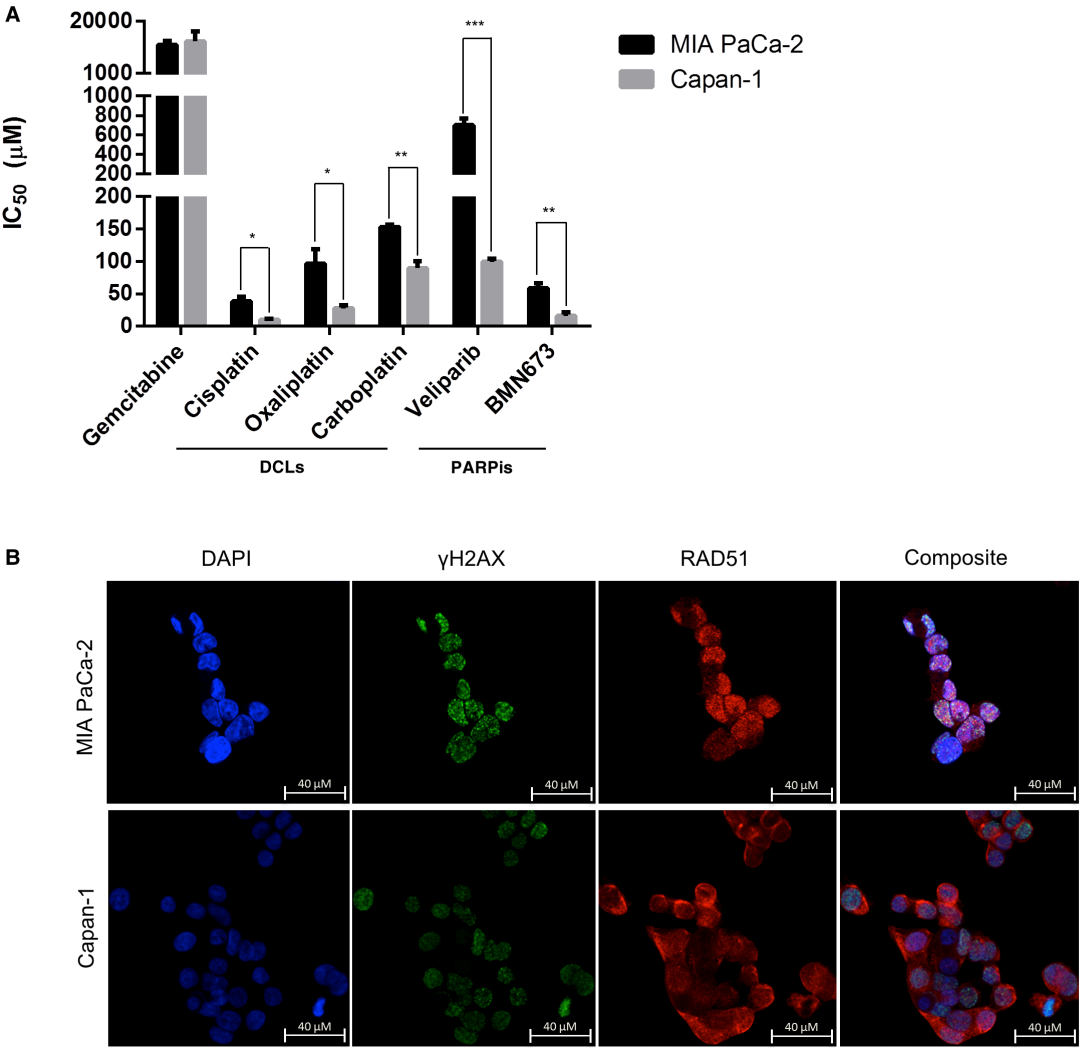 A
20000
1000
1000
800
600
400
200
200
150
100
50
0
IC50 (μM)
*
*
**
***
**
MIA PaCa-2
Capan-1
Gemcitabine
Cisplatin
Oxaliplatin
Carboplatin
Veliparib
BMN673
DCLs
PARPis
B
DAPI γH2AX RAD51 Composite
MIA PaCa-2
40 μM 40 μM 40 μM 40 μM
Capan-1
40 μM 40 μM 40 μM 40 μM